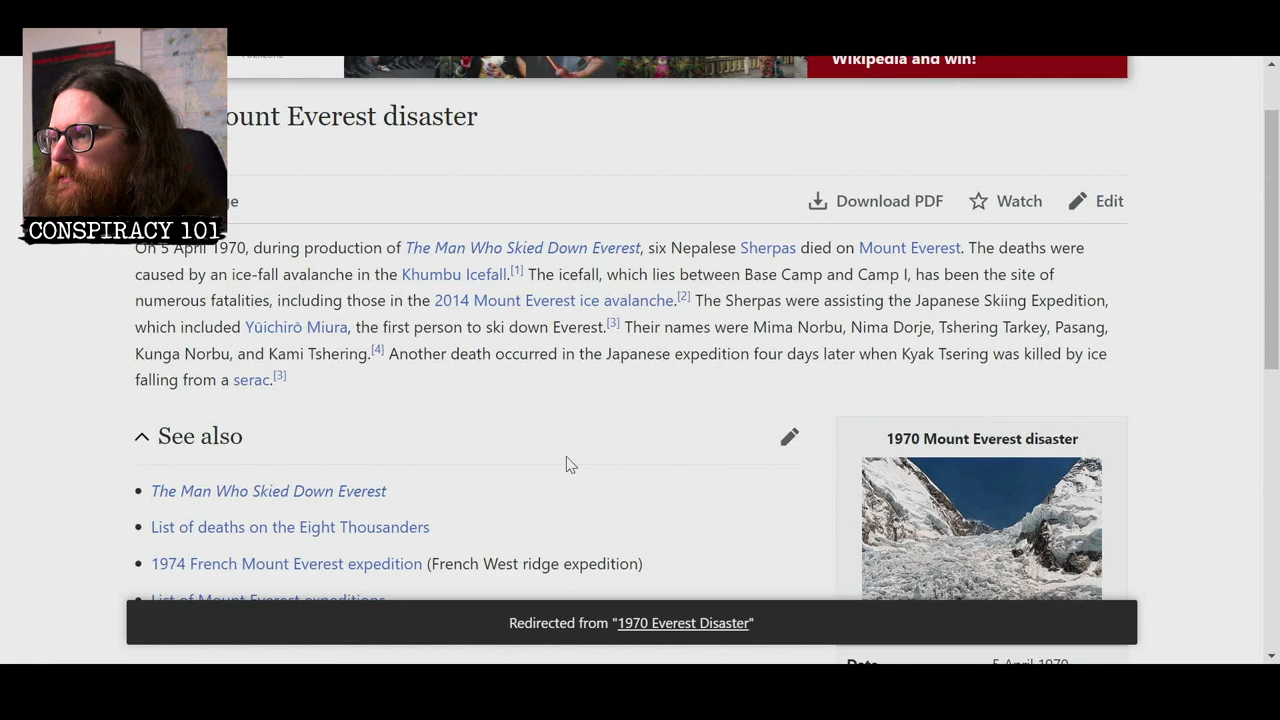 Wikipedia and win!
ount Everest disaster
ge
Download PDF
Watch
Edit
CONSPIRACY 101
On 5 April 1970, during production of The Man Who Skied Down Everest, six Nepalese Sherpas died on Mount Everest. The deaths were
caused by an ice-fall avalanche in the Khumbu Icefall.[1] The icefall, which lies between Base Camp and Camp I, has been the site of
numerous fatalities, including those in the 2014 Mount Everest ice avalanche.[2] The Sherpas were assisting the Japanese Skiing Expedition,
which included Yūichirō Miura, the first person to ski down Everest.[3] Their names were Mima Norbu, Nima Dorje, Tshering Tarkey, Pasang,
Kunga Norbu, and Kami Tshering.[4] Another death occurred in the Japanese expedition four days later when Kyak Tsering was killed by ice
falling from a serac.[3]
See also
The Man Who Skied Down Everest
List of deaths on the Eight Thousanders
1974 French Mount Everest expedition (French West ridge expedition)
List of Mount Everest expeditions
1970 Mount Everest disaster
Redirected from "1970 Everest Disaster"
Date 5 April 1970